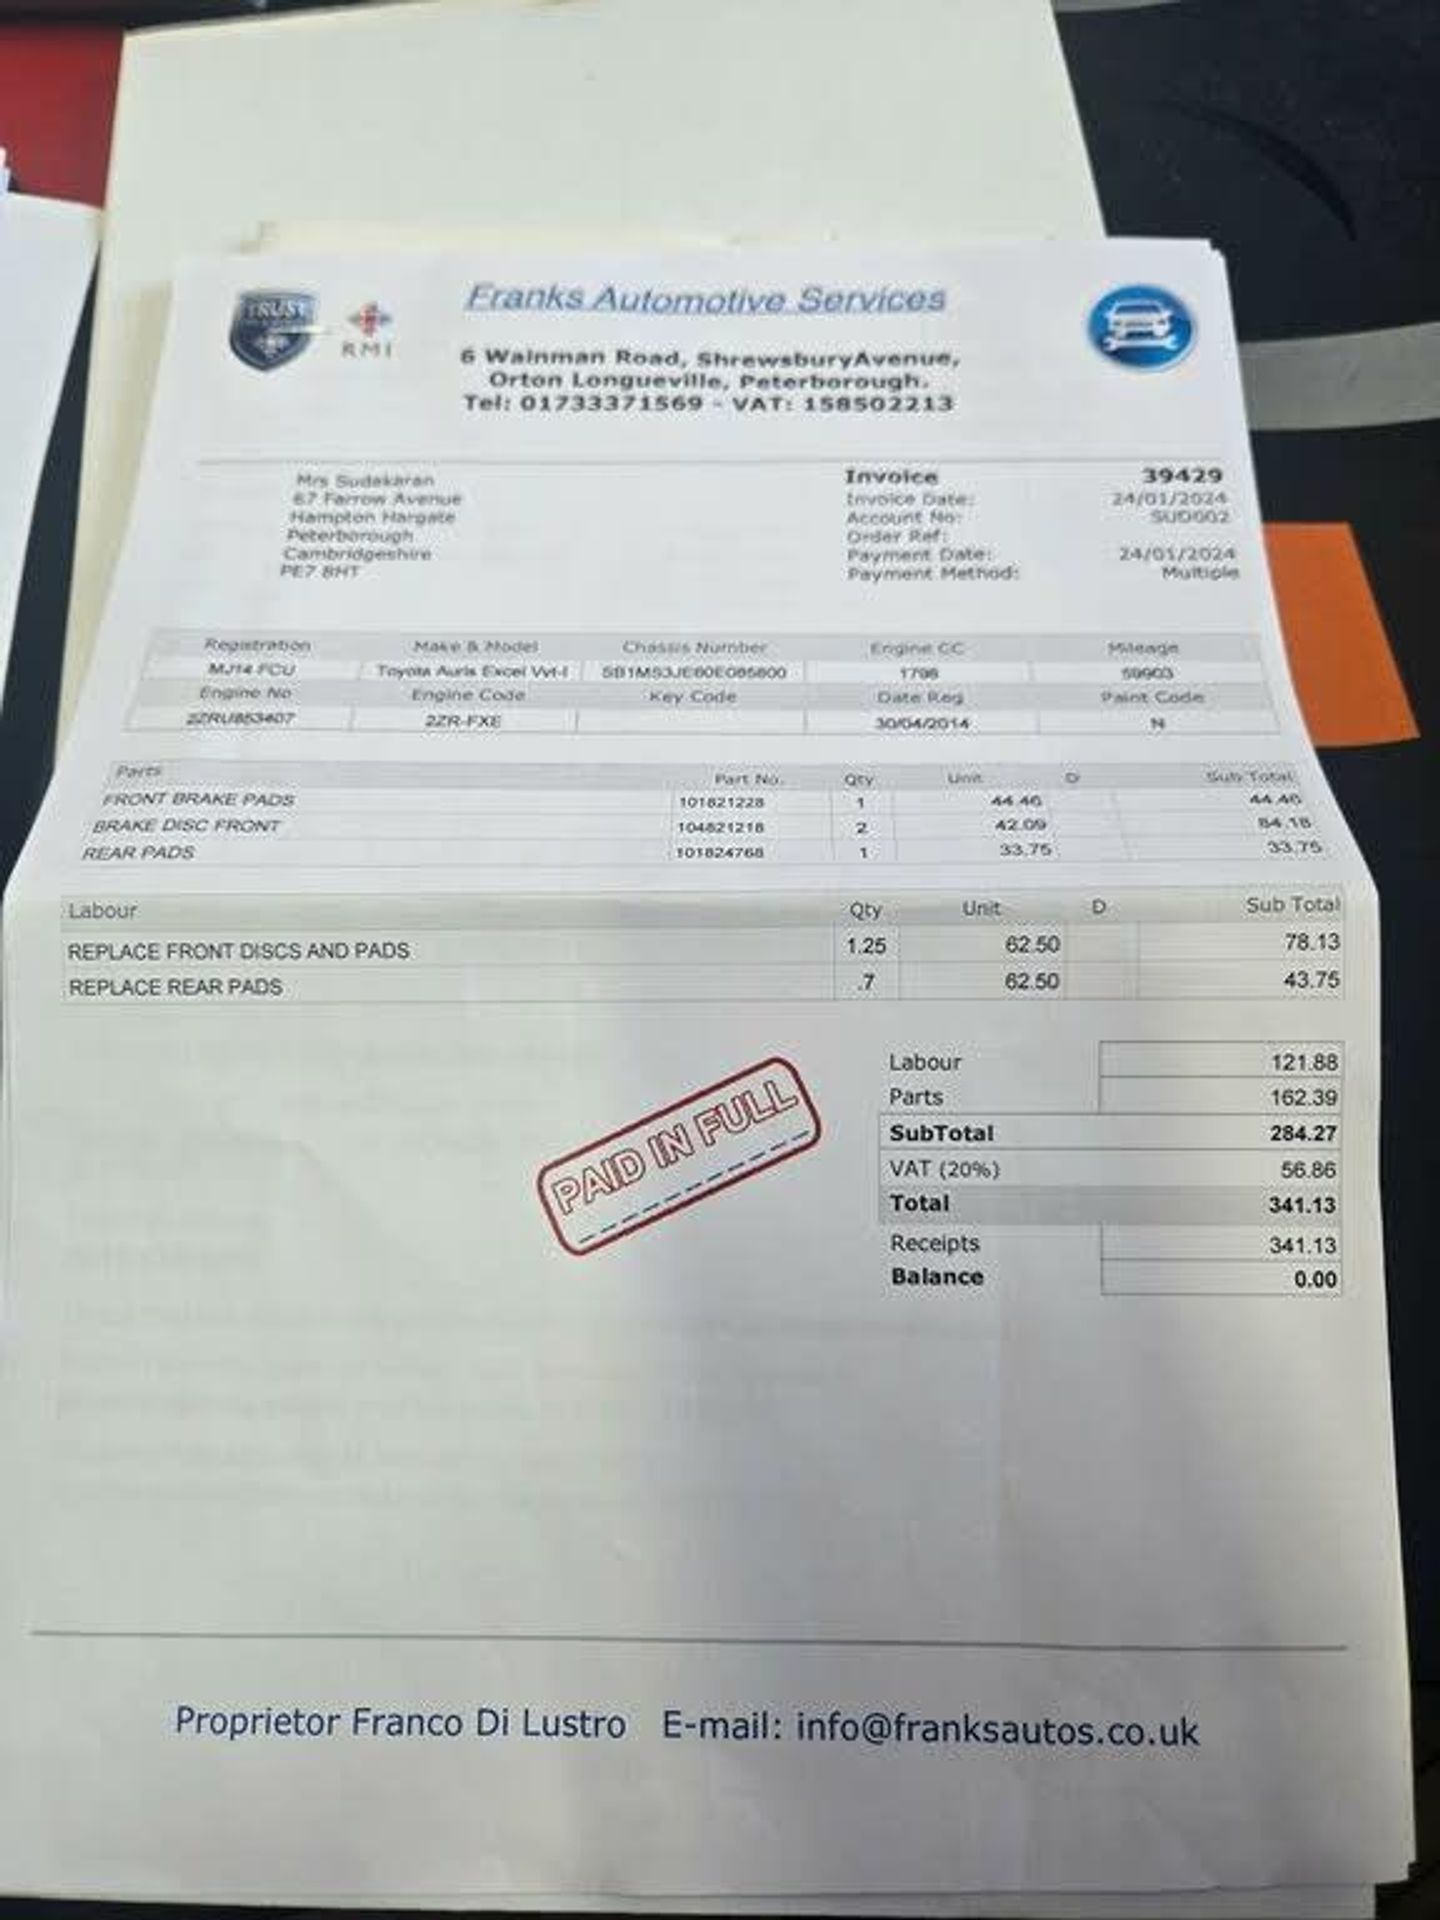 TRUST
RMI
Franks Automotive Services
6 Wainman Road, ShrewsburyAvenue,
Orton Longueville, Peterborough.
Tel: 01733371569 - VAT: 158502213
Mrs Sudakaran
67 Farrow Avenue
Hampton Hargate
Peterborough
Cambridgeshire
PE7 8HT
Invoice 39429
Invoice Date: 24/01/2024
Account No: SUD002
Order Ref:
Payment Date: 24/01/2024
Payment Method: Multiple
Registration Make & Model Chassis Number Engine CC Mileage
MJ14 FCU Toyota Auris Excel Vvt-I SB1MS3JE60E085800 1798 59903
Engine No Engine Code Key Code Date Reg Paint Code
2ZRU853407 2ZR-FXE 30/04/2014 N
Parts Part No. Qty Unit D Sub Total
FRONT BRAKE PADS 101821228 1 44.46 44.46
BRAKE DISC FRONT 104821218 2 42.09 84.18
REAR PADS 101824768 1 33.75 33.75
Labour Qty Unit D Sub Total
REPLACE FRONT DISCS AND PADS 1.25 62.50 78.13
REPLACE REAR PADS .7 62.50 43.75
Labour 121.88
Parts 162.39
SubTotal 284.27
VAT (20%) 56.86
Total 341.13
Receipts 341.13
Balance 0.00
PAID IN FULL
Proprietor Franco Di Lustro E-mail: info@franksautos.co.uk